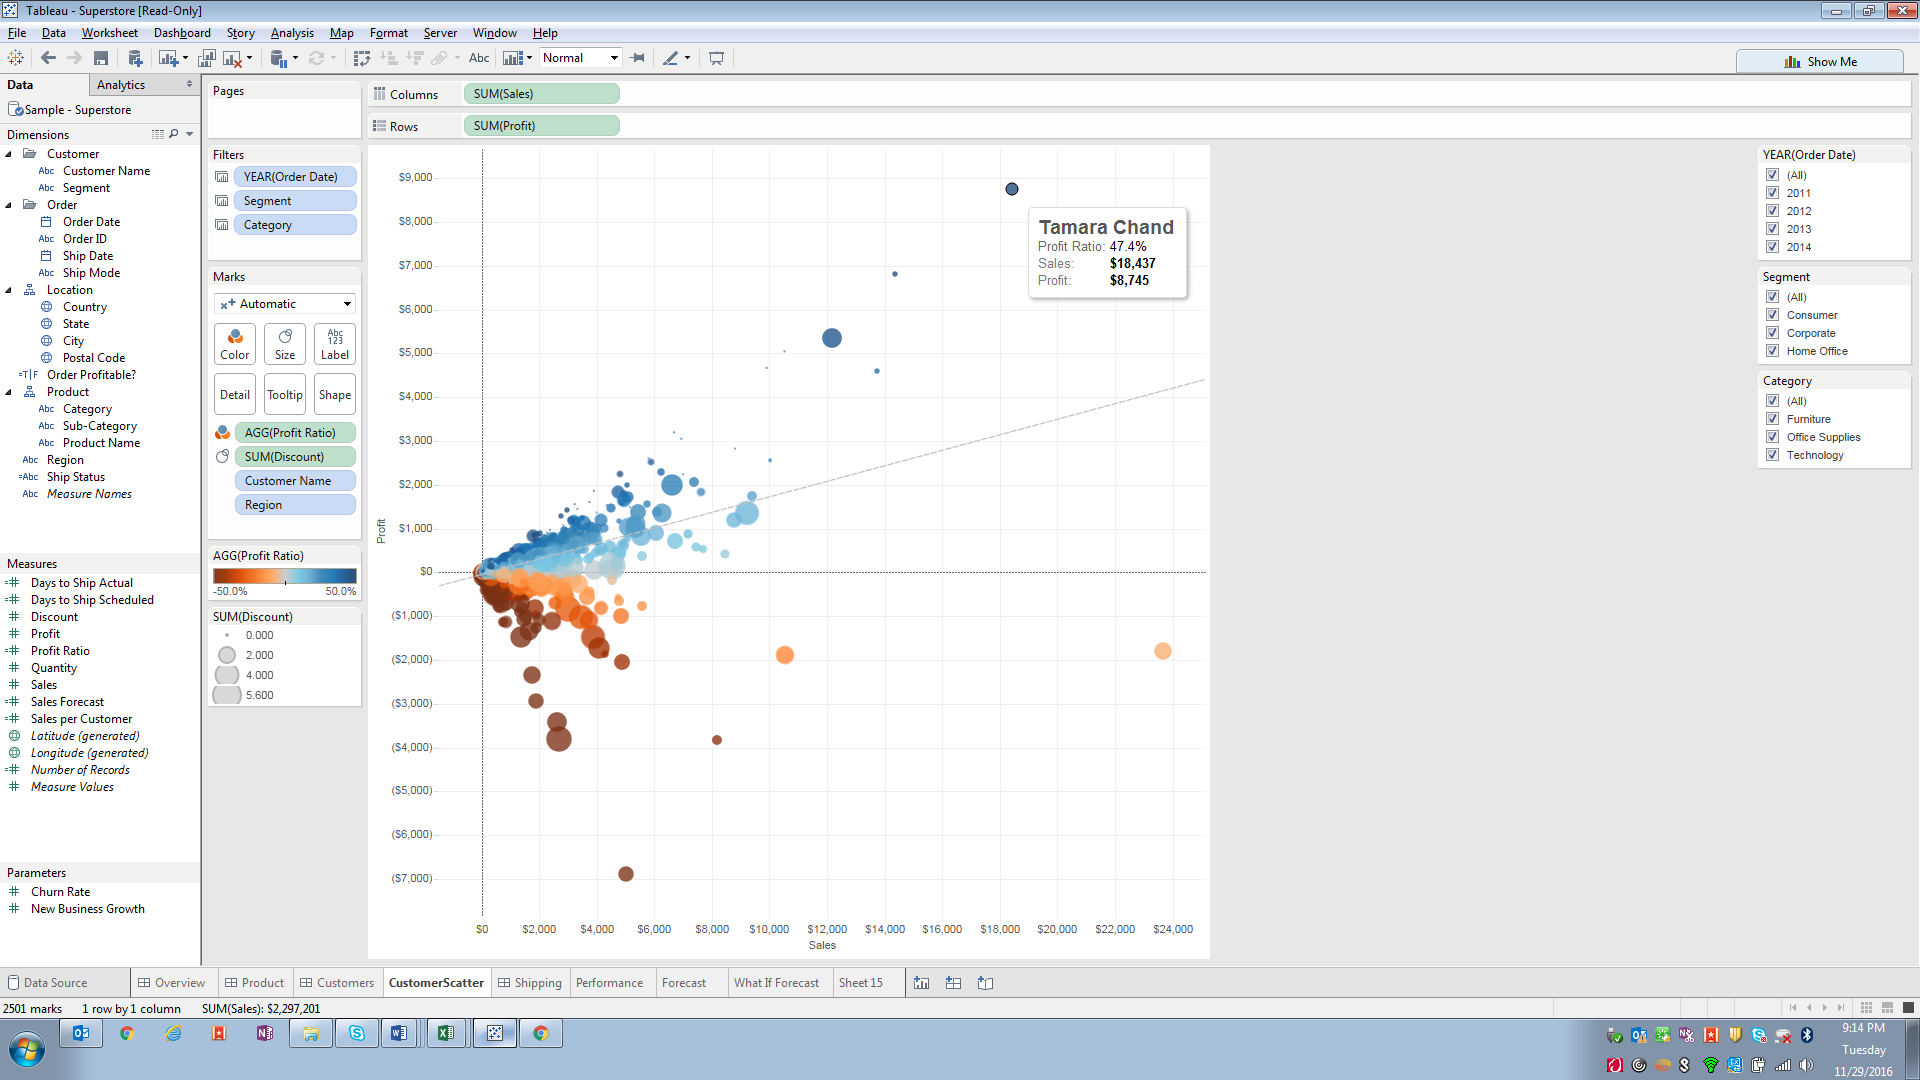 Tableau - Superstore [Read-Only]
File Data Worksheet Dashboard Story Analysis Map Format Server Window Help
Abc Normal Show Me
Data Analytics
Sample - Superstore
Dimensions
Customer
Abc Customer Name
Abc Segment
Order
Order Date
Abc Order ID
Ship Date
Abc Ship Mode
Location
Country
State
City
Postal Code
=T|F Order Profitable?
Product
Abc Category
Abc Sub-Category
Abc Product Name
Abc Region
=Abc Ship Status
Abc Measure Names
Measures
=# Days to Ship Actual
=# Days to Ship Scheduled
# Discount
# Profit
=# Profit Ratio
# Quantity
# Sales
=# Sales Forecast
=# Sales per Customer
Latitude (generated)
Longitude (generated)
=# Number of Records
# Measure Values
Parameters
# Churn Rate
# New Business Growth
Pages
Filters
YEAR(Order Date)
Segment
Category
Marks
Automatic
Color Size Abc 123 Label
Detail Tooltip Shape
AGG(Profit Ratio)
SUM(Discount)
Customer Name
Region
AGG(Profit Ratio)
-50.0% 50.0%
SUM(Discount)
0.000
2.000
4.000
5.600
Columns SUM(Sales)
Rows SUM(Profit)
$9,000
$8,000
$7,000
$6,000
$5,000
$4,000
$3,000
$2,000
$1,000
$0
($1,000)
($2,000)
($3,000)
($4,000)
($5,000)
($6,000)
($7,000)
Profit
$0 $2,000 $4,000 $6,000 $8,000 $10,000 $12,000 $14,000 $16,000 $18,000 $20,000 $22,000 $24,000
Sales
Tamara Chand
Profit Ratio: 47.4%
Sales: $18,437
Profit: $8,745
YEAR(Order Date)
(All)
2011
2012
2013
2014
Segment
(All)
Consumer
Corporate
Home Office
Category
(All)
Furniture
Office Supplies
Technology
Data Source Overview Product Customers CustomerScatter Shipping Performance Forecast What If Forecast Sheet 15
2501 marks 1 row by 1 column SUM(Sales): $2,297,201
9:14 PM
Tuesday
11/29/2016